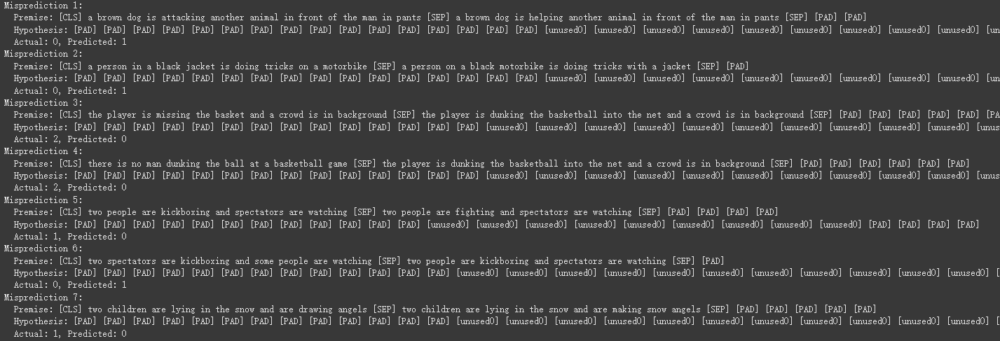 Misprediction 1:
Premise: [CLS] a brown dog is attacking another animal in front of the man in pants [SEP] a brown dog is helping another animal in front of the man in pants [SEP] [PAD] [PAD]
Hypothesis: [PAD] [PAD] [PAD] [PAD] [PAD] [PAD] [PAD] [PAD] [PAD] [PAD] [PAD] [PAD] [PAD] [PAD] [PAD] [PAD] [unused0] [unused0] [unused0] [unused0] [unused0] [unused0] [unused0] [unused0] [unused0] [un
Actual: 0, Predicted: 1
Misprediction 2:
Premise: [CLS] a person in a black jacket is doing tricks on a motorbike [SEP] a person on a black motorbike is doing tricks with a jacket [SEP] [PAD]
Hypothesis: [PAD] [PAD] [PAD] [PAD] [PAD] [PAD] [PAD] [PAD] [PAD] [PAD] [PAD] [PAD] [PAD] [PAD] [PAD] [PAD] [unused0] [unused0] [unused0] [unused0] [unused0] [unused0] [unused0] [unused0] [unused0] [un
Actual: 0, Predicted: 1
Misprediction 3:
Premise: [CLS] the player is missing the basket and a crowd is in background [SEP] the player is dunking the basketball into the net and a crowd is in background [SEP] [PAD] [PAD] [PAD] [PAD] [PAD] [PA
Hypothesis: [PAD] [PAD] [PAD] [PAD] [PAD] [PAD] [PAD] [PAD] [PAD] [PAD] [PAD] [PAD] [PAD] [PAD] [unused0] [unused0] [unused0] [unused0] [unused0] [unused0] [unused0] [unused0] [unused0] [unused0] [unus
Actual: 2, Predicted: 0
Misprediction 4:
Premise: [CLS] there is no man dunking the ball at a basketball game [SEP] the player is dunking the basketball into the net and a crowd is in background [SEP] [PAD] [PAD] [PAD] [PAD] [PAD] [PAD]
Hypothesis: [PAD] [PAD] [PAD] [PAD] [PAD] [PAD] [PAD] [PAD] [PAD] [PAD] [PAD] [PAD] [PAD] [PAD] [unused0] [unused0] [unused0] [unused0] [unused0] [unused0] [unused0] [unused0] [unused0] [unused0] [unus
Actual: 2, Predicted: 0
Misprediction 5:
Premise: [CLS] two people are kickboxing and spectators are watching [SEP] two people are fighting and spectators are watching [SEP] [PAD] [PAD] [PAD] [PAD]
Hypothesis: [PAD] [PAD] [PAD] [PAD] [PAD] [PAD] [PAD] [PAD] [PAD] [PAD] [PAD] [PAD] [unused0] [unused0] [unused0] [unused0] [unused0] [unused0] [unused0] [unused0] [unused0] [PAD] [PAD] [PAD] [PAD]
Actual: 1, Predicted: 0
Misprediction 6:
Premise: [CLS] two spectators are kickboxing and some people are watching [SEP] two people are kickboxing and spectators are watching [SEP] [PAD]
Hypothesis: [PAD] [PAD] [PAD] [PAD] [PAD] [PAD] [PAD] [PAD] [PAD] [PAD] [PAD] [PAD] [PAD] [unused0] [unused0] [unused0] [unused0] [unused0] [unused0] [unused0] [unused0] [unused0] [unused0] [unused0] [
Actual: 0, Predicted: 1
Misprediction 7:
Premise: [CLS] two children are lying in the snow and are drawing angels [SEP] two children are lying in the snow and are making snow angels [SEP] [PAD] [PAD] [PAD] [PAD] [PAD]
Hypothesis: [PAD] [PAD] [PAD] [PAD] [PAD] [PAD] [PAD] [PAD] [PAD] [PAD] [PAD] [PAD] [PAD] [unused0] [unused0] [unused0] [unused0] [unused0] [unused0] [unused0] [unused0] [unused0] [unused0] [unused0] [
Actual: 1, Predicted: 0